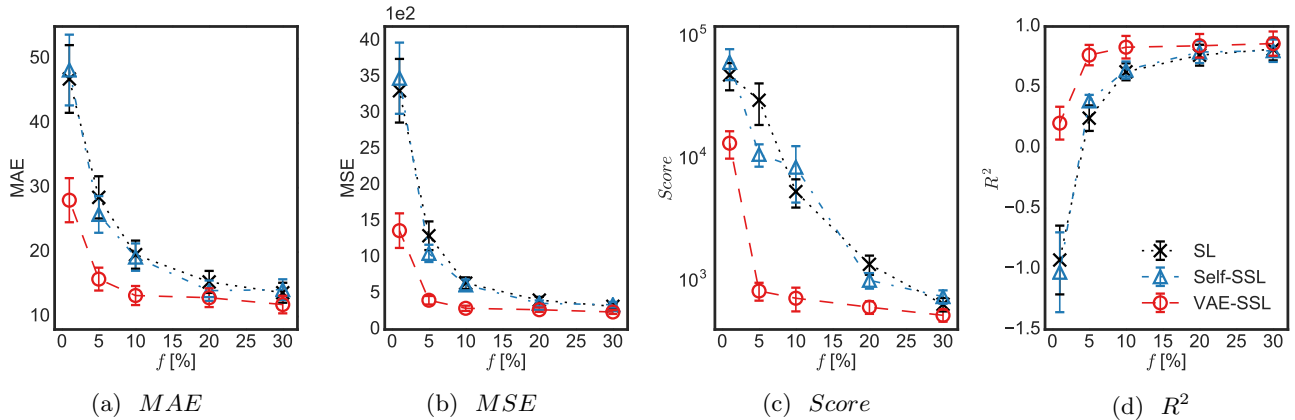 MAE
50
40
30
20
10
0 5 10 15 20 25 30
f [%]
(a) MAE
1e2
MSE
40
35
30
25
20
15
10
5
0
0 5 10 15 20 25 30
f [%]
(b) MSE
Score
10^5
10^4
10^3
0 5 10 15 20 25 30
f [%]
(c) Score
R^2
1.0
0.5
0.0
−0.5
−1.0
−1.5
SL
Self-SSL
VAE-SSL
0 5 10 15 20 25 30
f [%]
(d) R^2